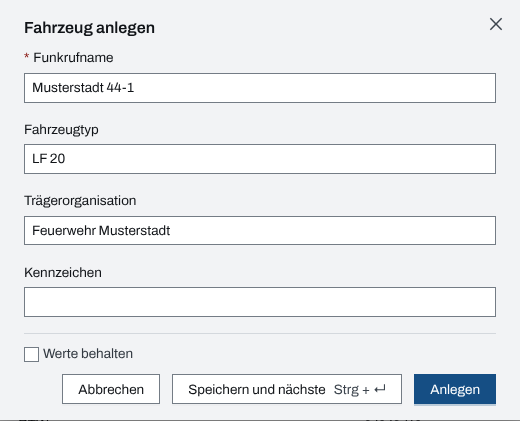 Fahrzeug anlegen
* Funkrufname
Musterstadt 44-1
Fahrzeugtyp
LF 20
Trägerorganisation
Feuerwehr Musterstadt
Kennzeichen
Werte behalten
Abbrechen
Speichern und nächste Strg + ↵
Anlegen